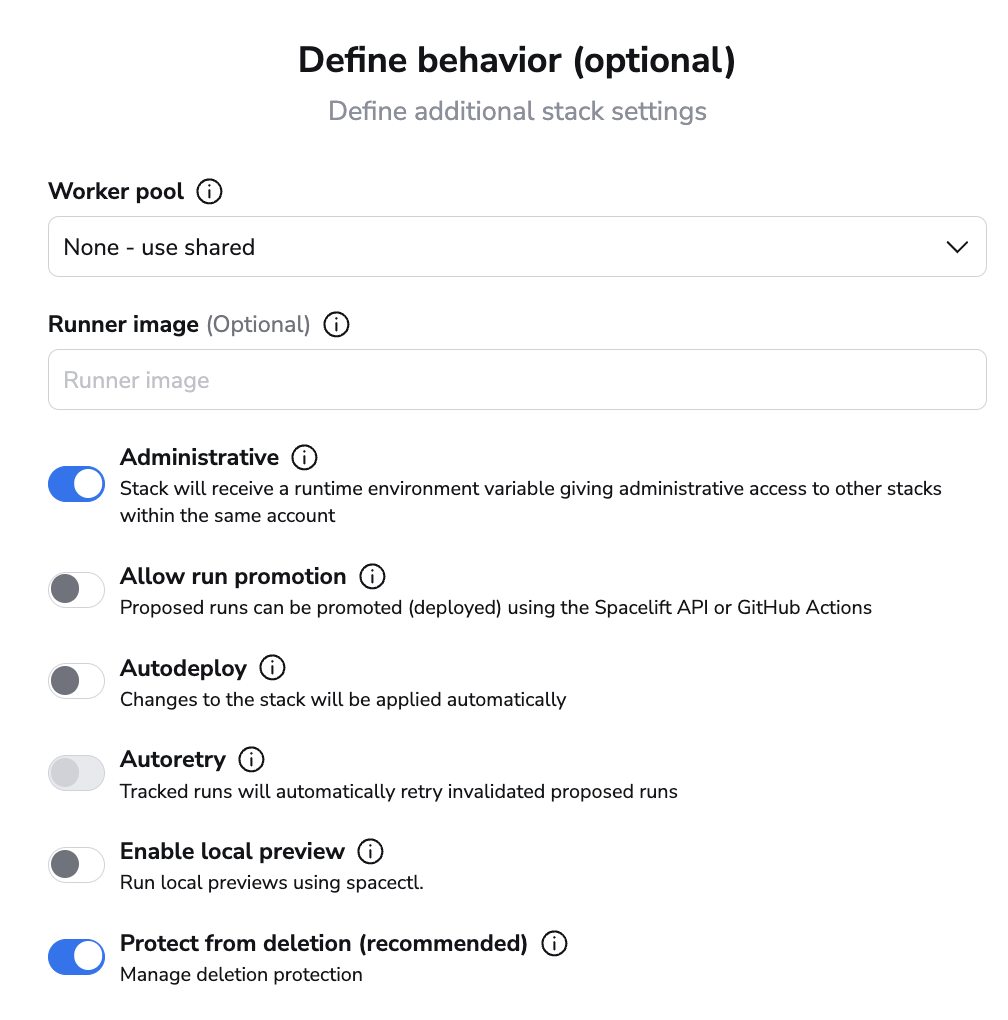 Define behavior (optional)
Define additional stack settings
Worker pool
None - use shared
Runner image (Optional)
Runner image
Administrative
Stack will receive a runtime environment variable giving administrative access to other stacks
within the same account
Allow run promotion
Proposed runs can be promoted (deployed) using the Spacelift API or GitHub Actions
Autodeploy
Changes to the stack will be applied automatically
Autoretry
Tracked runs will automatically retry invalidated proposed runs
Enable local preview
Run local previews using spacectl.
Protect from deletion (recommended)
Manage deletion protection